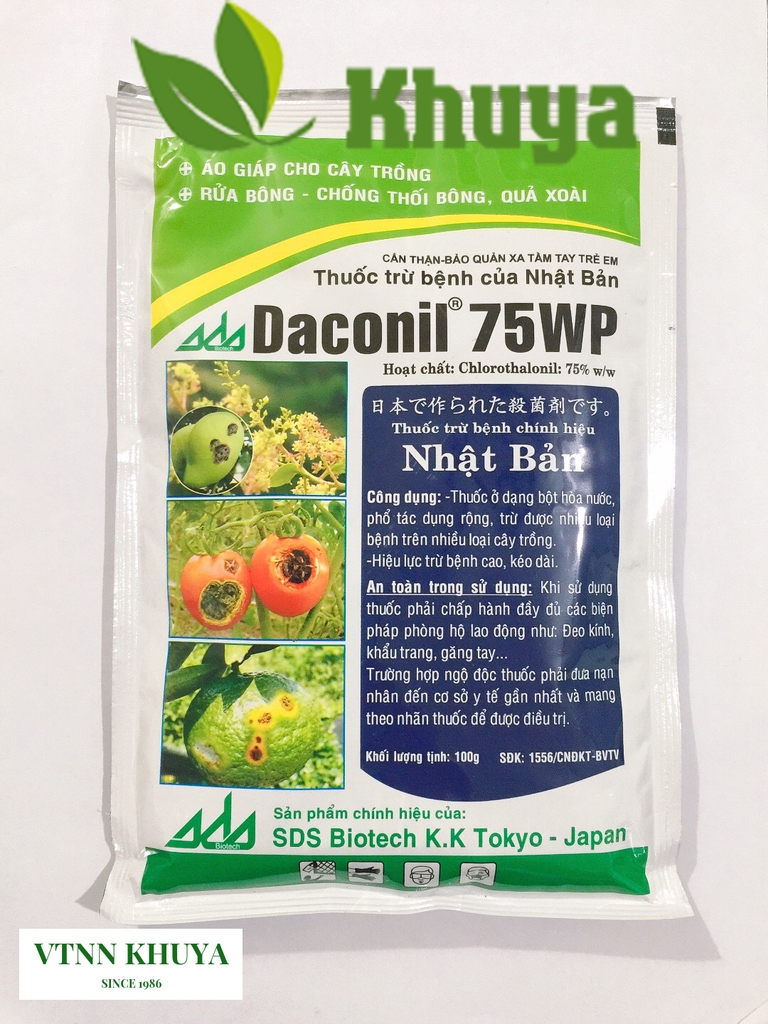 Khuya
ÁO GIÁP CHO CÂY TRỒNG
RỬA BÔNG - CHỐNG THỐI BÔNG, QUẢ XOÀI
CẨN THẬN-BẢO QUẢN XA TẦM TAY TRẺ EM
Thuốc trừ bệnh của Nhật Bản
sds Biotech
Daconil® 75WP
Hoạt chất: Chlorothalonil: 75% w/w
日本で作られた殺菌剤です。
Thuốc trừ bệnh chính hiệu
Nhật Bản
Công dụng: -Thuốc ở dạng bột hòa nước,
phổ tác dụng rộng, trừ được nhiều loại
bệnh trên nhiều loại cây trồng.
-Hiệu lực trừ bệnh cao, kéo dài.
An toàn trong sử dụng: Khi sử dụng
thuốc phải chấp hành đầy đủ các biện
pháp phòng hộ lao động như: Đeo kính,
khẩu trang, găng tay...
Trường hợp ngộ độc thuốc phải đưa nạn
nhân đến cơ sở y tế gần nhất và mang
theo nhãn thuốc để được điều trị.
Khối lượng tịnh: 100g SĐK: 1556/CNĐKT-BVTV
sds Biotech
Sản phẩm chính hiệu của:
SDS Biotech K.K Tokyo - Japan
VTNN KHUYA
SINCE 1986